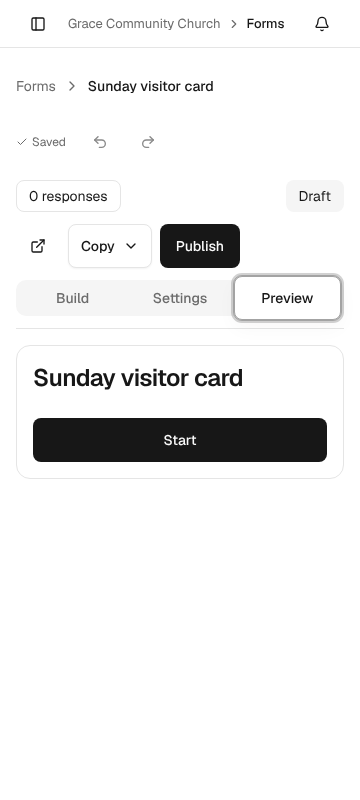 Grace Community Church > Forms
Forms > Sunday visitor card
Saved
0 responses
Draft
Copy
Publish
Build
Settings
Preview
Sunday visitor card
Start